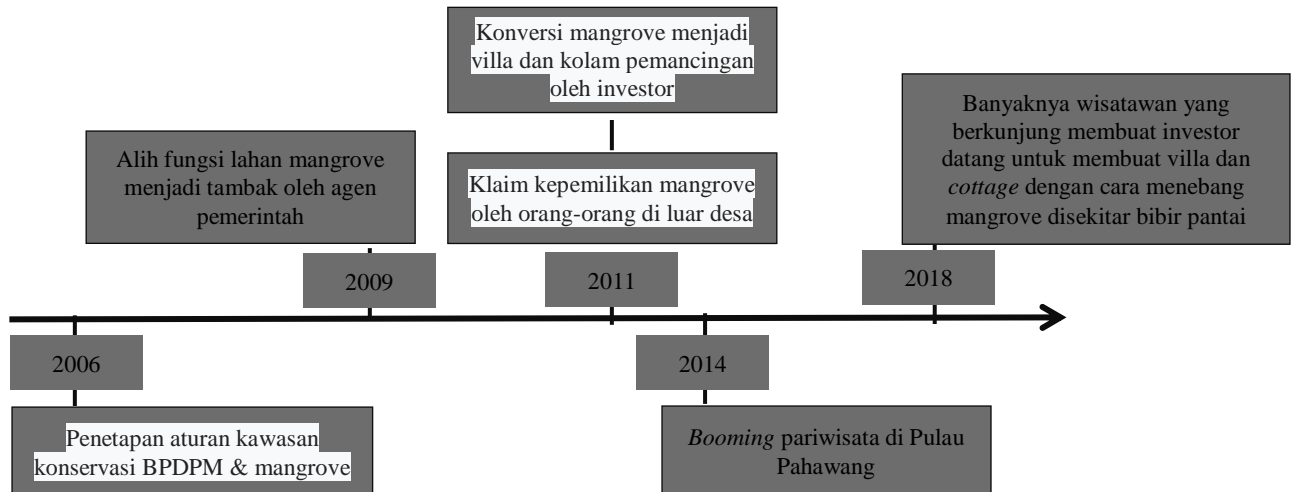 Konversi mangrove menjadi
villa dan kolam pemancingan
oleh investor
Banyaknya wisatawan yang
berkunjung membuat investor
datang untuk membuat villa dan
cottage dengan cara menebang
mangrove disekitar bibir pantai
Alih fungsi lahan mangrove
menjadi tambak oleh agen
pemerintah
Klaim kepemilikan mangrove
oleh orang-orang di luar desa
2009
2011
2018
2006
2014
Penetapan aturan kawasan
konservasi BPDPM & mangrove
Booming pariwisata di Pulau
Pahawang